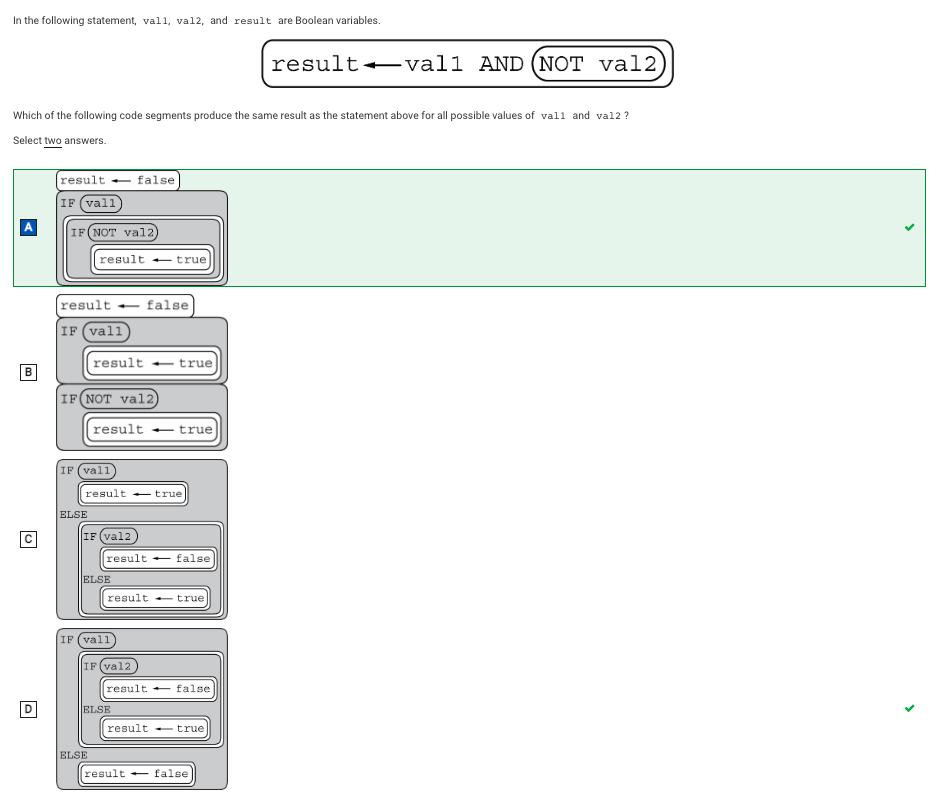 In the following statement, val1, val2, and result are Boolean variables.
result ← val1 AND NOT val2
Which of the following code segments produce the same result as the statement above for all possible values of val1 and val2 ?
Select two answers.
A
result ← false
IF val1
IF NOT val2
result ← true
B
result ← false
IF val1
result ← true
IF NOT val2
result ← true
C
IF val1
result ← true
ELSE
IF val2
result ← false
ELSE
result ← true
D
IF val1
IF val2
result ← false
ELSE
result ← true
ELSE
result ← false